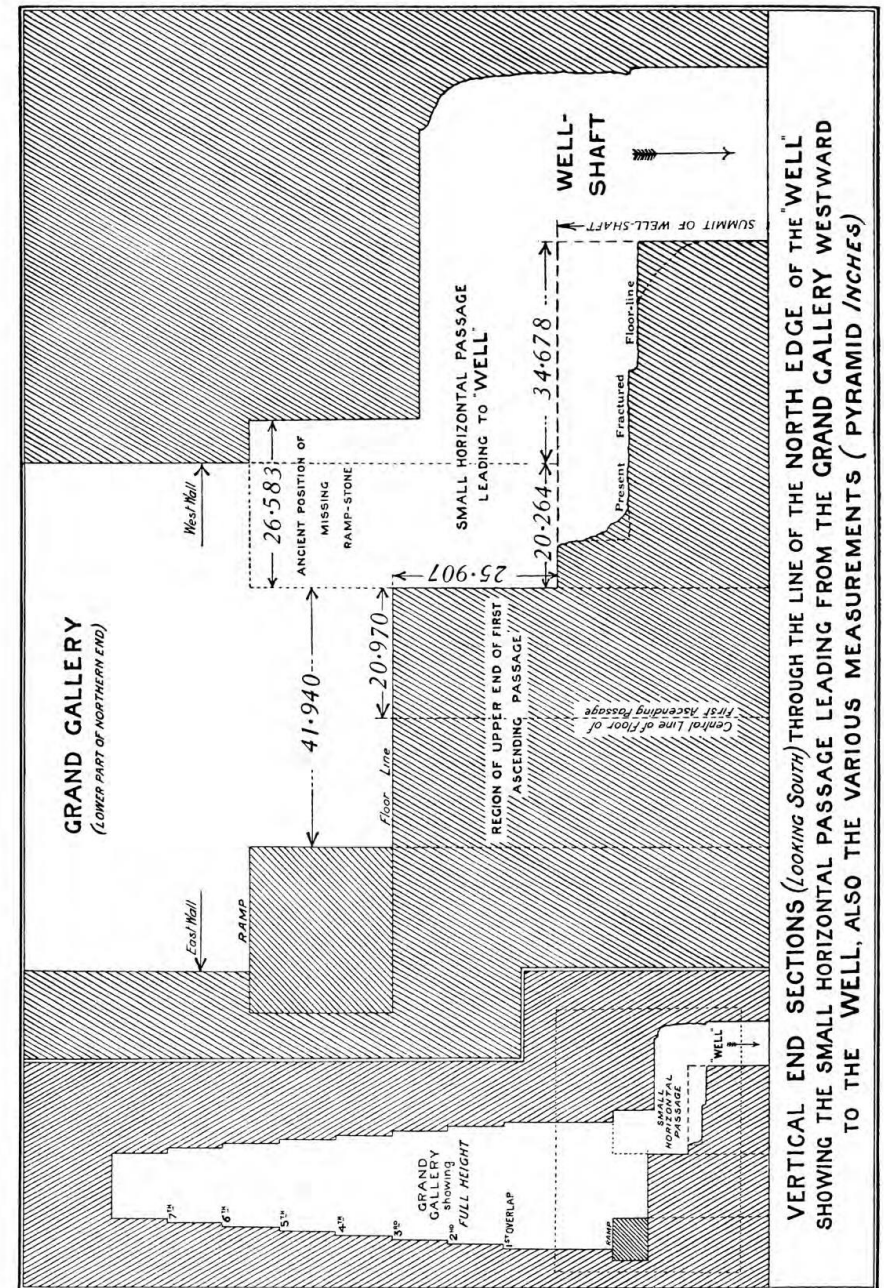 GRAND GALLERY
(LOWER PART OF NORTHERN END)
East Wall
West Wall
RAMP
41·940
26·583
ANCIENT POSITION OF
MISSING
RAMP-STONE
20·970
Floor Line
25·907
SMALL HORIZONTAL PASSAGE
LEADING TO "WELL"
REGION OF UPPER END OF FIRST
ASCENDING PASSAGE
Central Line of Floor of
First Ascending Passage
20·264
34·678
Present Fractured Floor-line
WELL-
SHAFT
SUMMIT OF WELL-SHAFT
7TH
6TH
5TH
4TH
3RD
2ND
1ST OVERLAP
GRAND
GALLERY
showing
FULL HEIGHT
RAMP
SMALL
HORIZONTAL
PASSAGE
"WELL"
VERTICAL END SECTIONS (LOOKING SOUTH) THROUGH THE LINE OF THE NORTH EDGE OF THE "WELL"
SHOWING THE SMALL HORIZONTAL PASSAGE LEADING FROM THE GRAND GALLERY WESTWARD
TO THE WELL, ALSO THE VARIOUS MEASUREMENTS (PYRAMID INCHES)